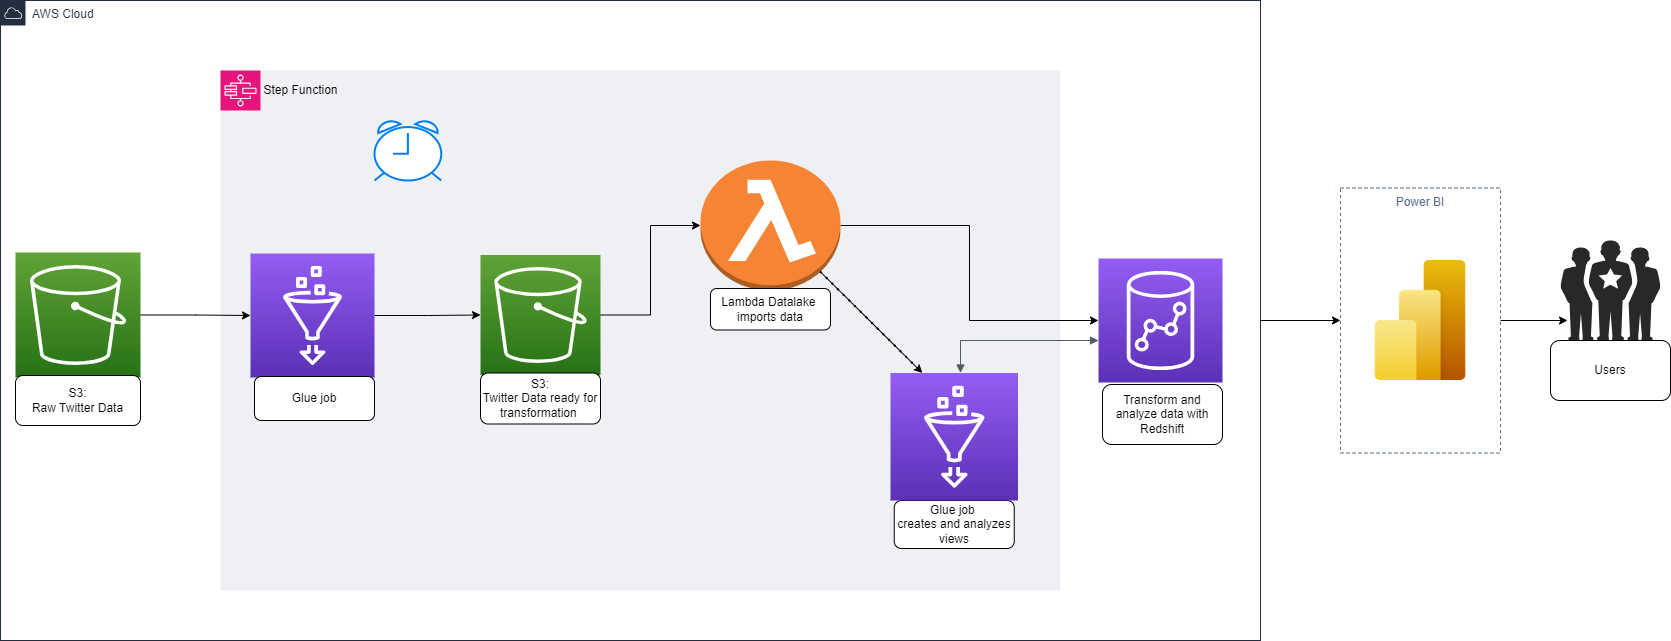 AWS Cloud
Step Function
S3:
Raw Twitter Data
Glue job
S3:
Twitter Data ready for
transformation
Lambda Datalake
imports data
Glue job
creates and analyzes
views
Transform and
analyze data with
Redshift
Power BI
Users